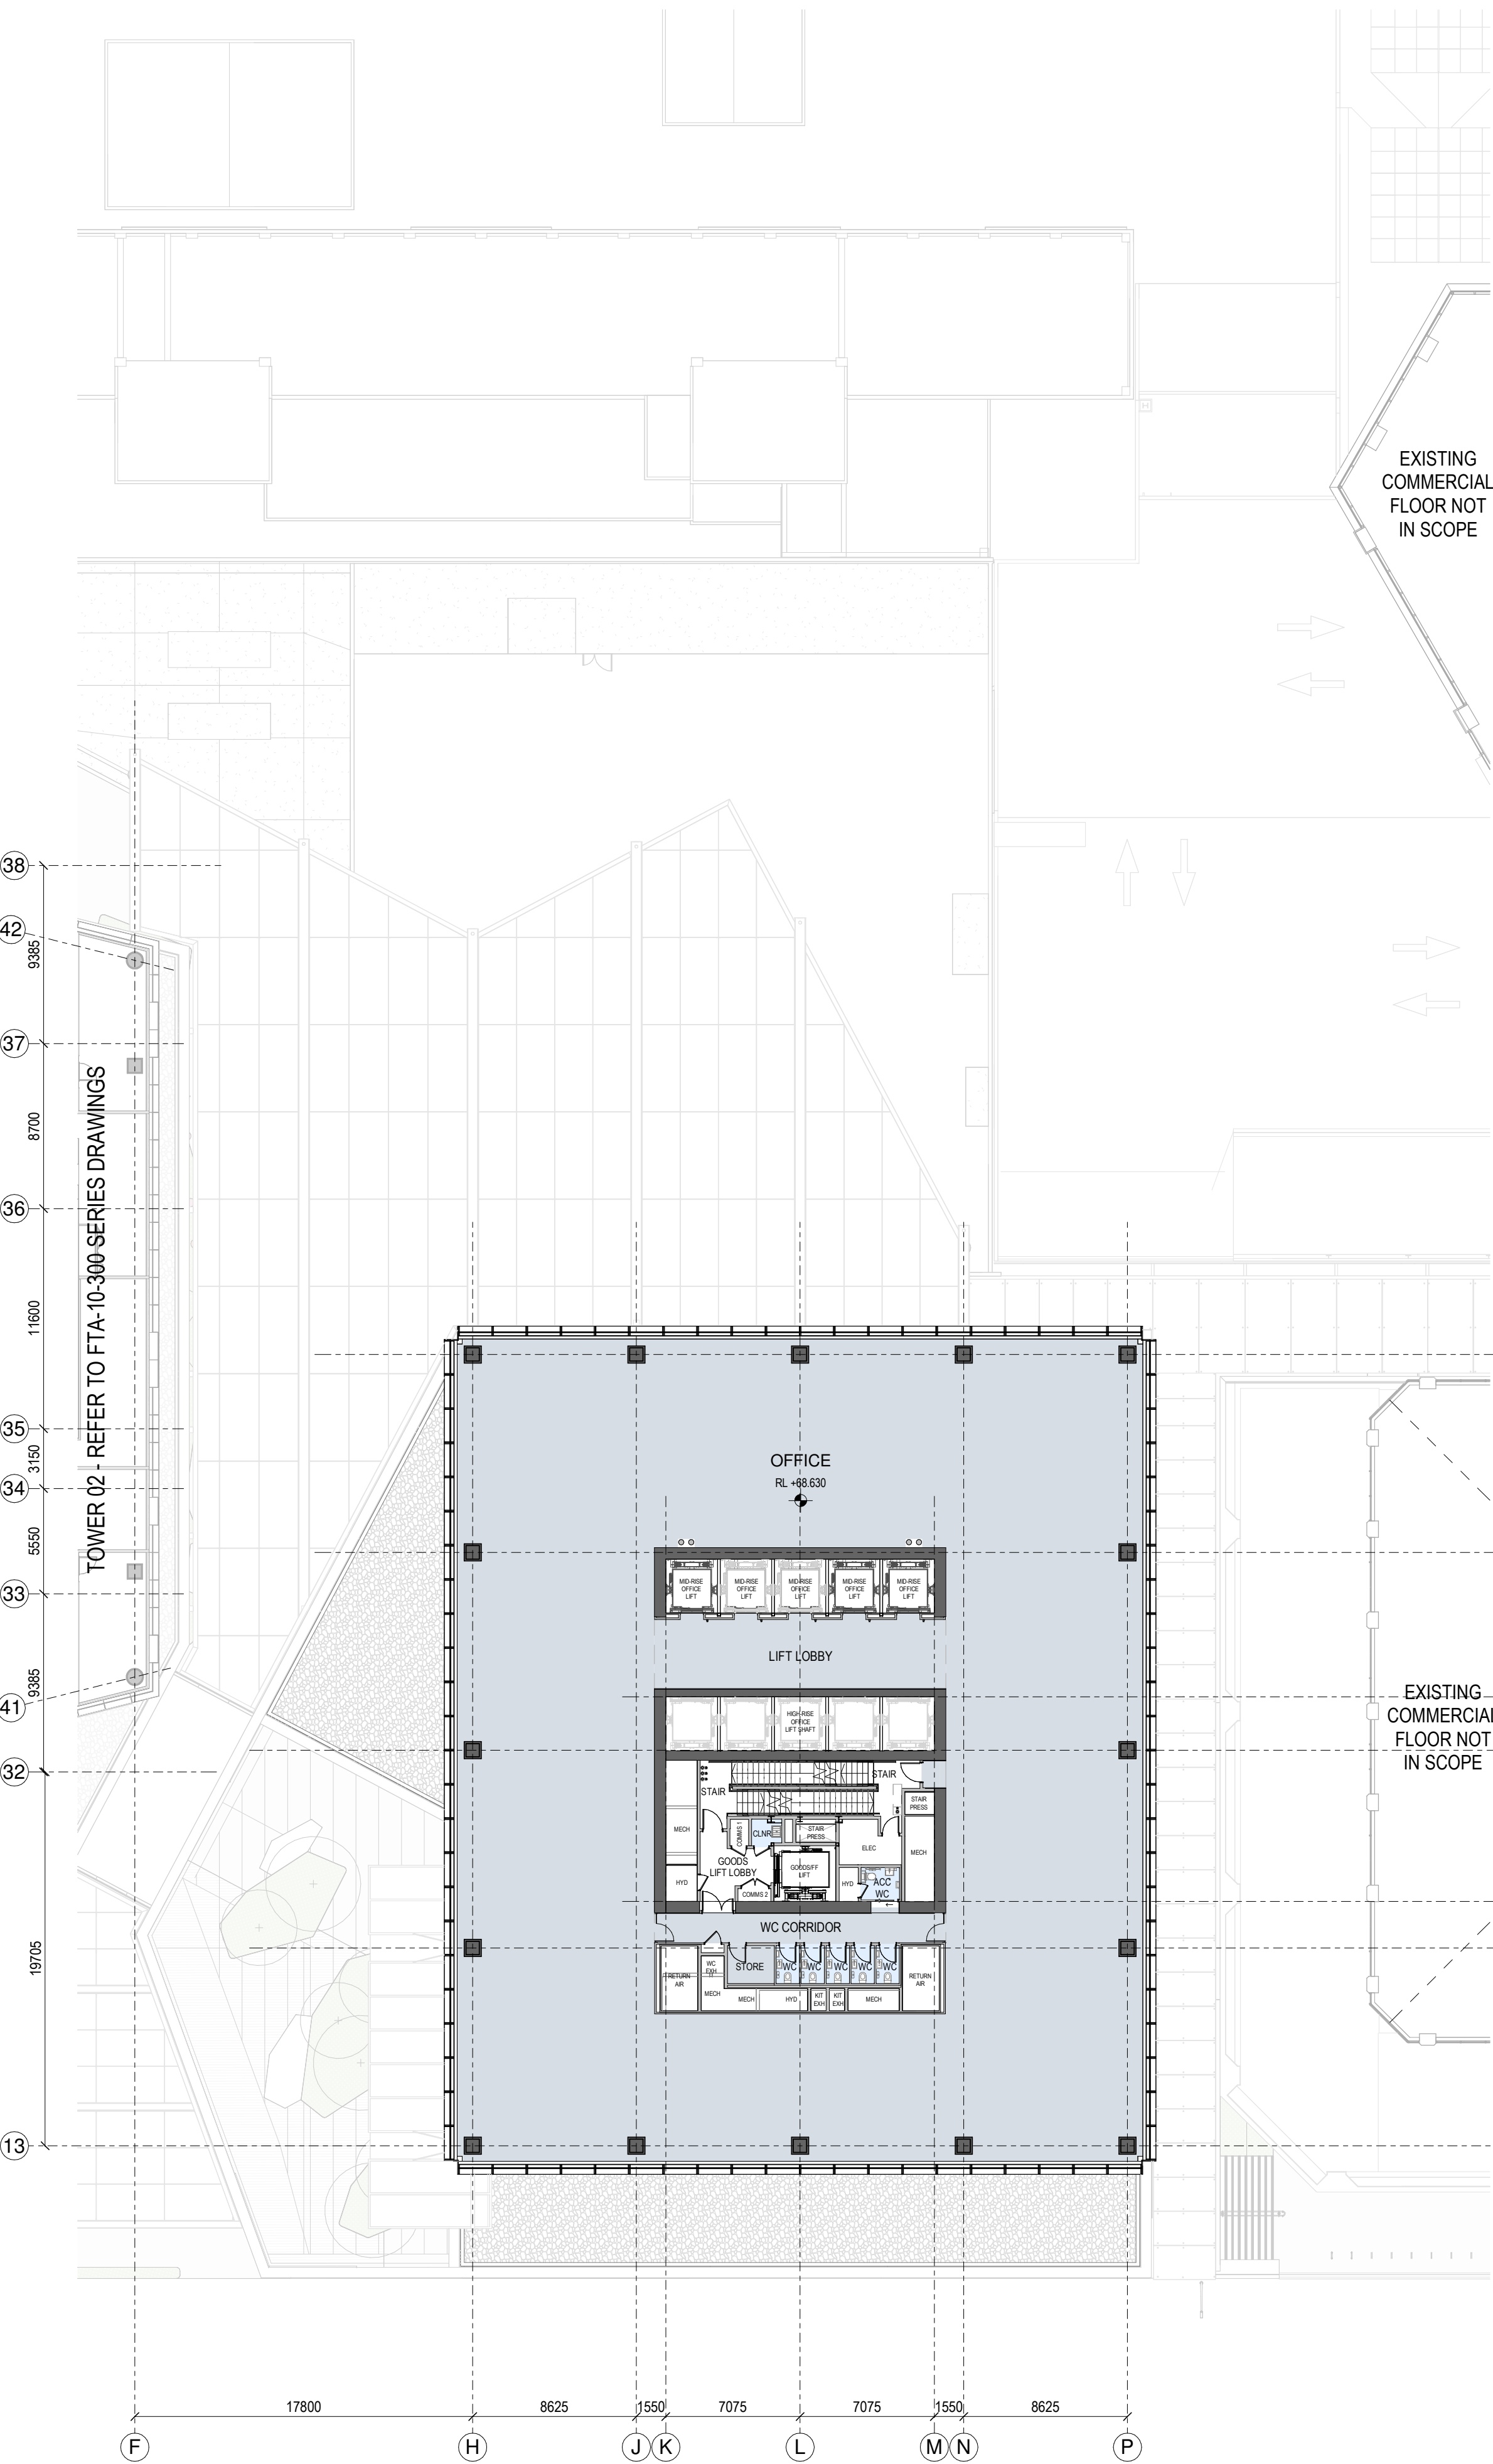 EXISTING
COMMERCIAL
FLOOR NOT
IN SCOPE
38
42
9385
37
8700
36
11600
35
3150
34
5550
33
9385
41
32
19705
13
TOWER 02 - REFER TO FTA-10-300 SERIES DRAWINGS
OFFICE
RL +68.630
MID-RISE
OFFICE
LIFT
MID-RISE
OFFICE
LIFT
MID-RISE
OFFICE
LIFT
MID-RISE
OFFICE
LIFT
MID-RISE
OFFICE
LIFT
LIFT LOBBY
HIGH-RISE
OFFICE
LIFT SHAFT
EXISTING
COMMERCIAL
FLOOR NOT
IN SCOPE
STAIR
STAIR
STAIR
PRESS
MECH
COMMS 1
CLNR
STAIR
PRESS
ELEC
MECH
GOODS
LIFT LOBBY
GOODS/FF
LIFT
HYD
COMMS 2
HYD
ACC
WC
WC CORRIDOR
RETURN
AIR
WC
EXH
STORE
WC
WC
WC
WC
WC
RETURN
AIR
MECH
MECH
HYD
KIT
EXH
KIT
EXH
MECH
17800
8625
1550
7075
7075
1550
8625
F
H
J
K
L
M
N
P